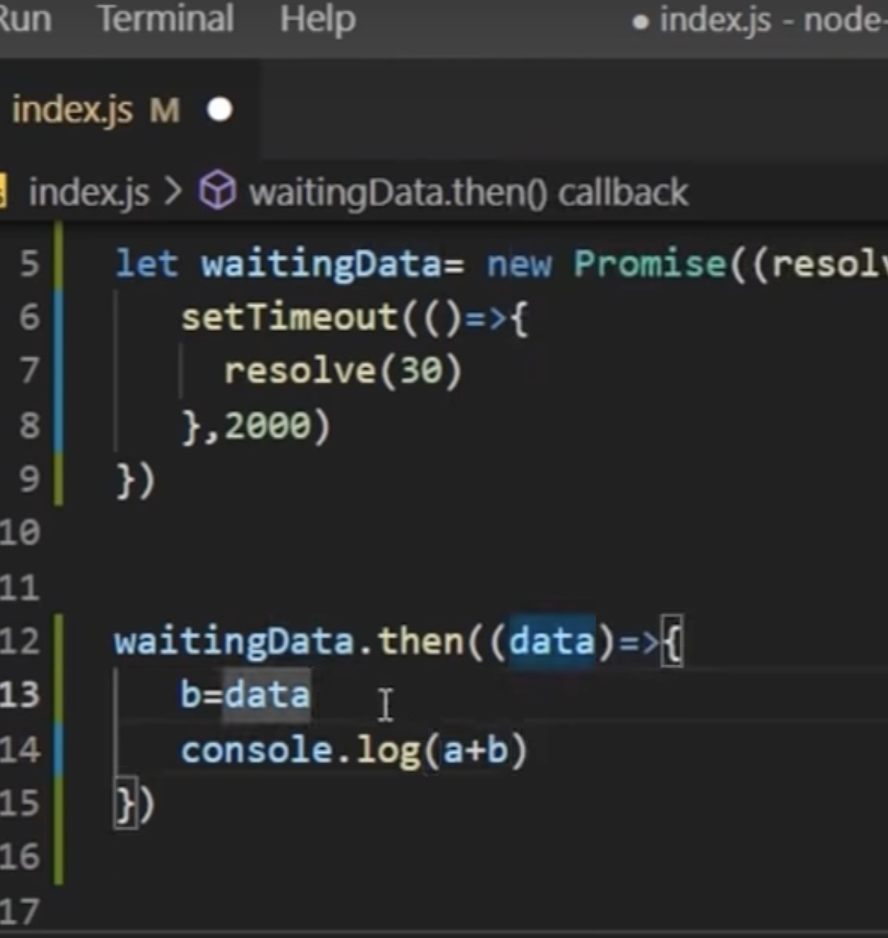 Run Terminal Help ● index.js - node-
index.js M ●
index.js > waitingData.then() callback
5 let waitingData= new Promise((resolv
6 setTimeout(()=>{
7 resolve(30)
8 },2000)
9 })
10
11
12 waitingData.then((data)=>{
13 b=data
14 console.log(a+b)
15 })
16
17